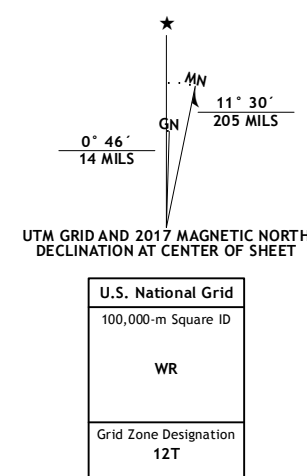 ★
MN
GN
11° 30´
205 MILS
0° 46´
14 MILS
UTM GRID AND 2017 MAGNETIC NORTH
DECLINATION AT CENTER OF SHEET
U.S. National Grid
100,000-m Square ID
WR
Grid Zone Designation
12T